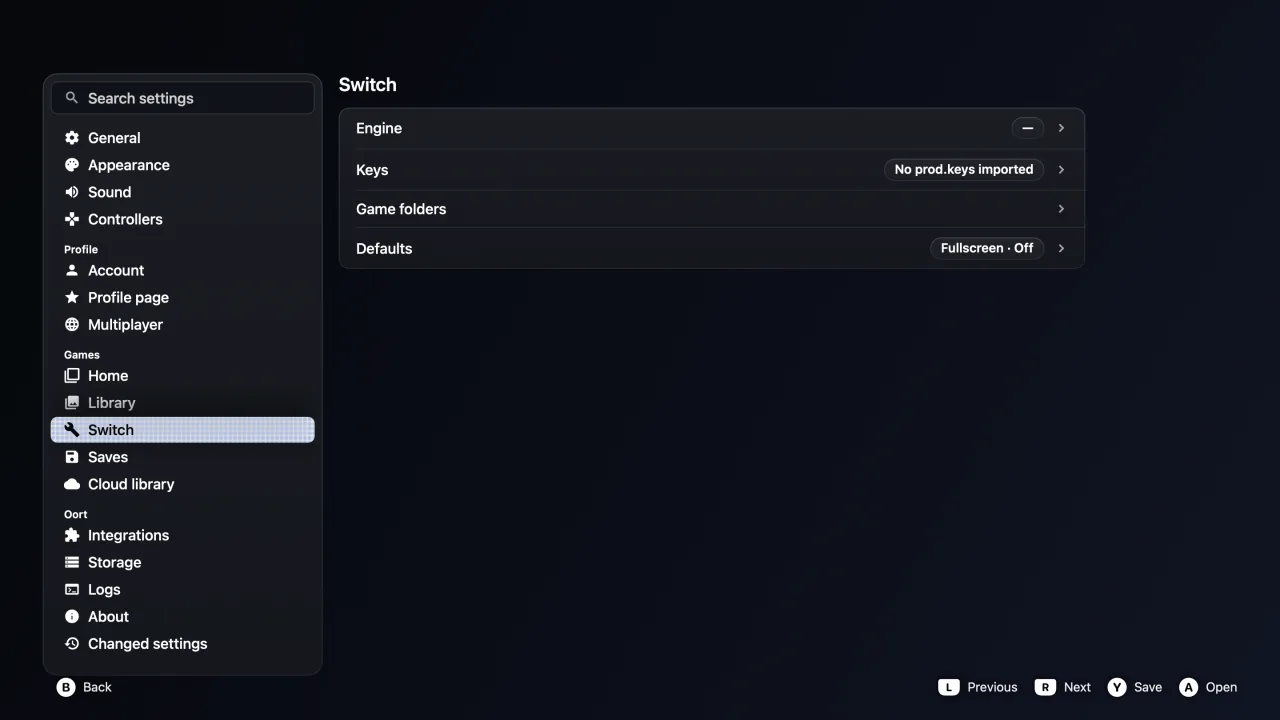 Search settings
General
Appearance
Sound
Controllers
Profile
Account
Profile page
Multiplayer
Games
Home
Library
Switch
Saves
Cloud library
Oort
Integrations
Storage
Logs
About
Changed settings
Switch
Engine –
Keys No prod.keys imported
Game folders
Defaults Fullscreen · Off
B Back
L Previous R Next Y Save A Open